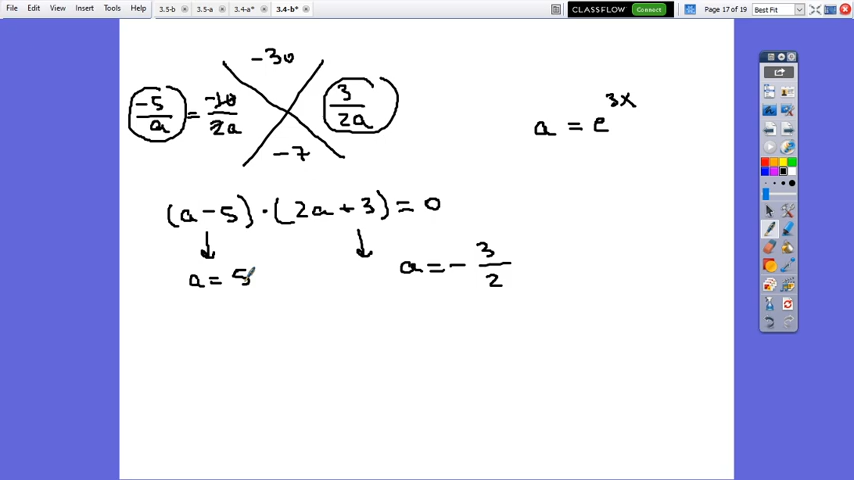 File Edit View Insert Tools Help 3.5-b × 3.5-a × 3.4-a* × 3.4-b* × CLASSFLOW Connect Page 17 of 19 Best Fit
-30
-5/a = -10/2a
3/2a
-7
a = e^3x
(a-5)·(2a+3)=0
a = 5
a = -3/2